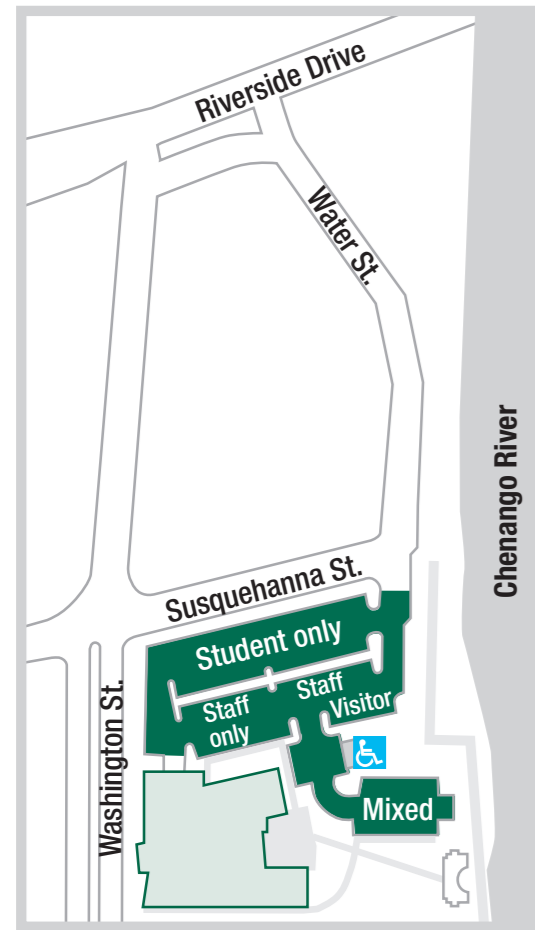 Riverside Drive
Water St.
Chenango River
Susquehanna St.
Student only
Staff
only
Staff
Visitor
Washington St.
Mixed